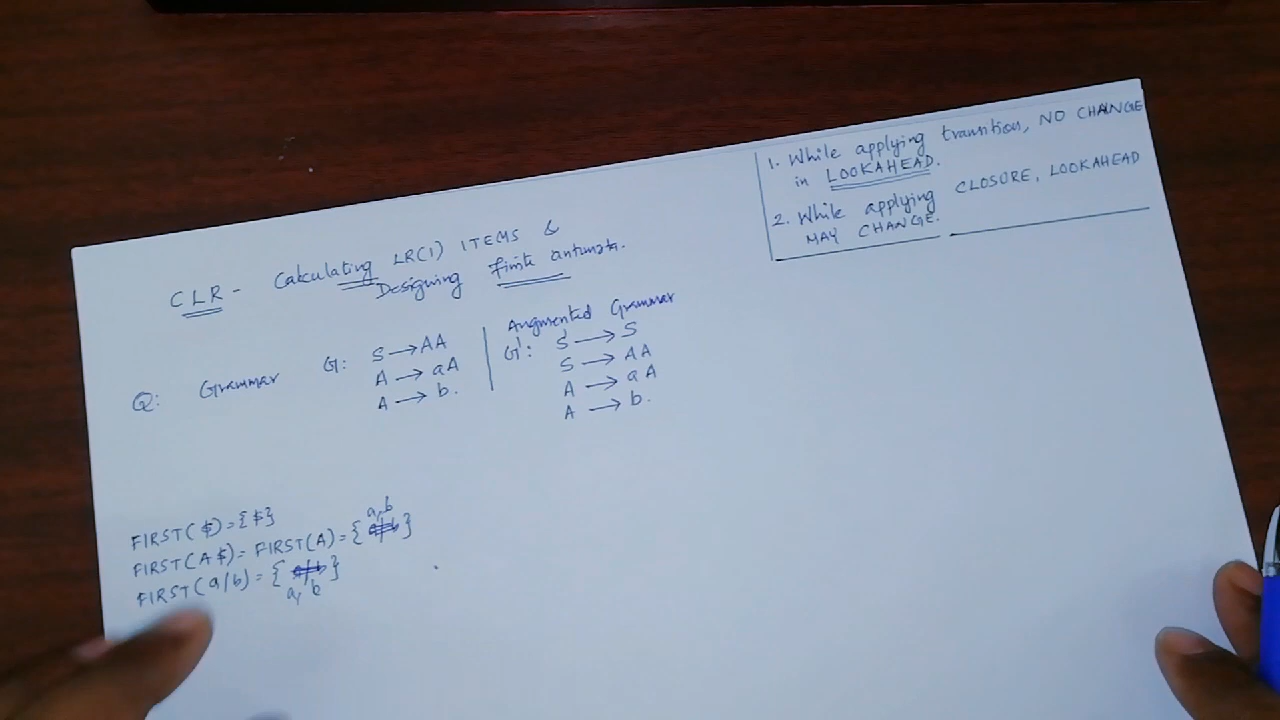 1. While applying transition, NO CHANGE
in LOOKAHEAD.
2. While applying CLOSURE, LOOKAHEAD
MAY CHANGE.
CLR - Calculating LR(1) ITEMS &
Designing finite automata.
Q: Grammar G: S → AA
A → aA
A → b.
Augmented Grammar
G': S' → S
S → AA
A → aA
A → b.
FIRST($) = {$}
a,b
FIRST(A$) = FIRST(A) = { a/b }
FIRST(a/b) = { a/b }
a, b